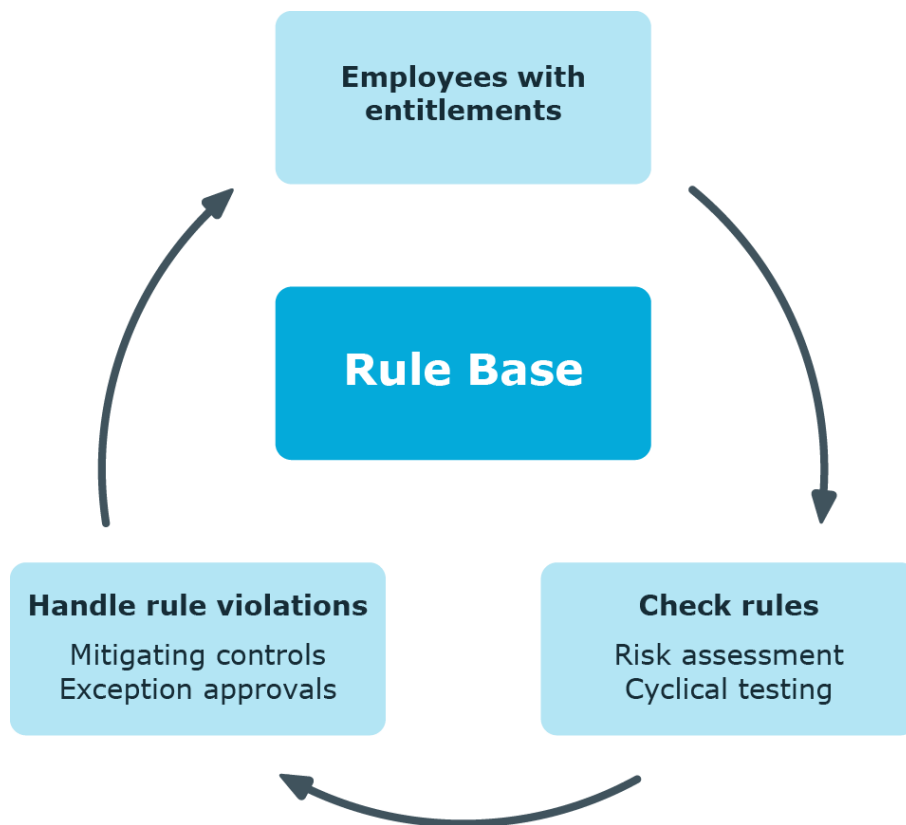 Employees with
entitlements
Rule Base
Handle rule violations
Mitigating controls
Exception approvals
Check rules
Risk assessment
Cyclical testing